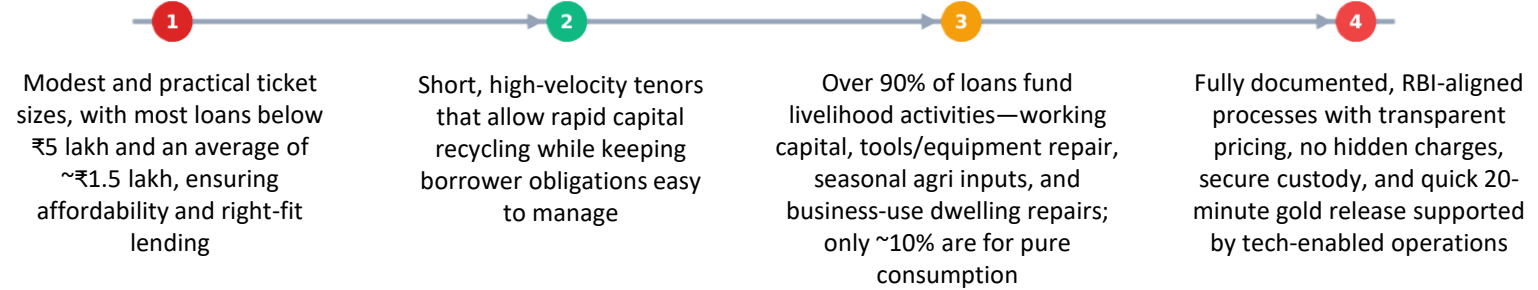 1
Modest and practical ticket
sizes, with most loans below
₹5 lakh and an average of
~₹1.5 lakh, ensuring
affordability and right-fit
lending
2
Short, high-velocity tenors
that allow rapid capital
recycling while keeping
borrower obligations easy
to manage
3
Over 90% of loans fund
livelihood activities—working
capital, tools/equipment repair,
seasonal agri inputs, and
business-use dwelling repairs;
only ~10% are for pure
consumption
4
Fully documented, RBI-aligned
processes with transparent
pricing, no hidden charges,
secure custody, and quick 20-
minute gold release supported
by tech-enabled operations